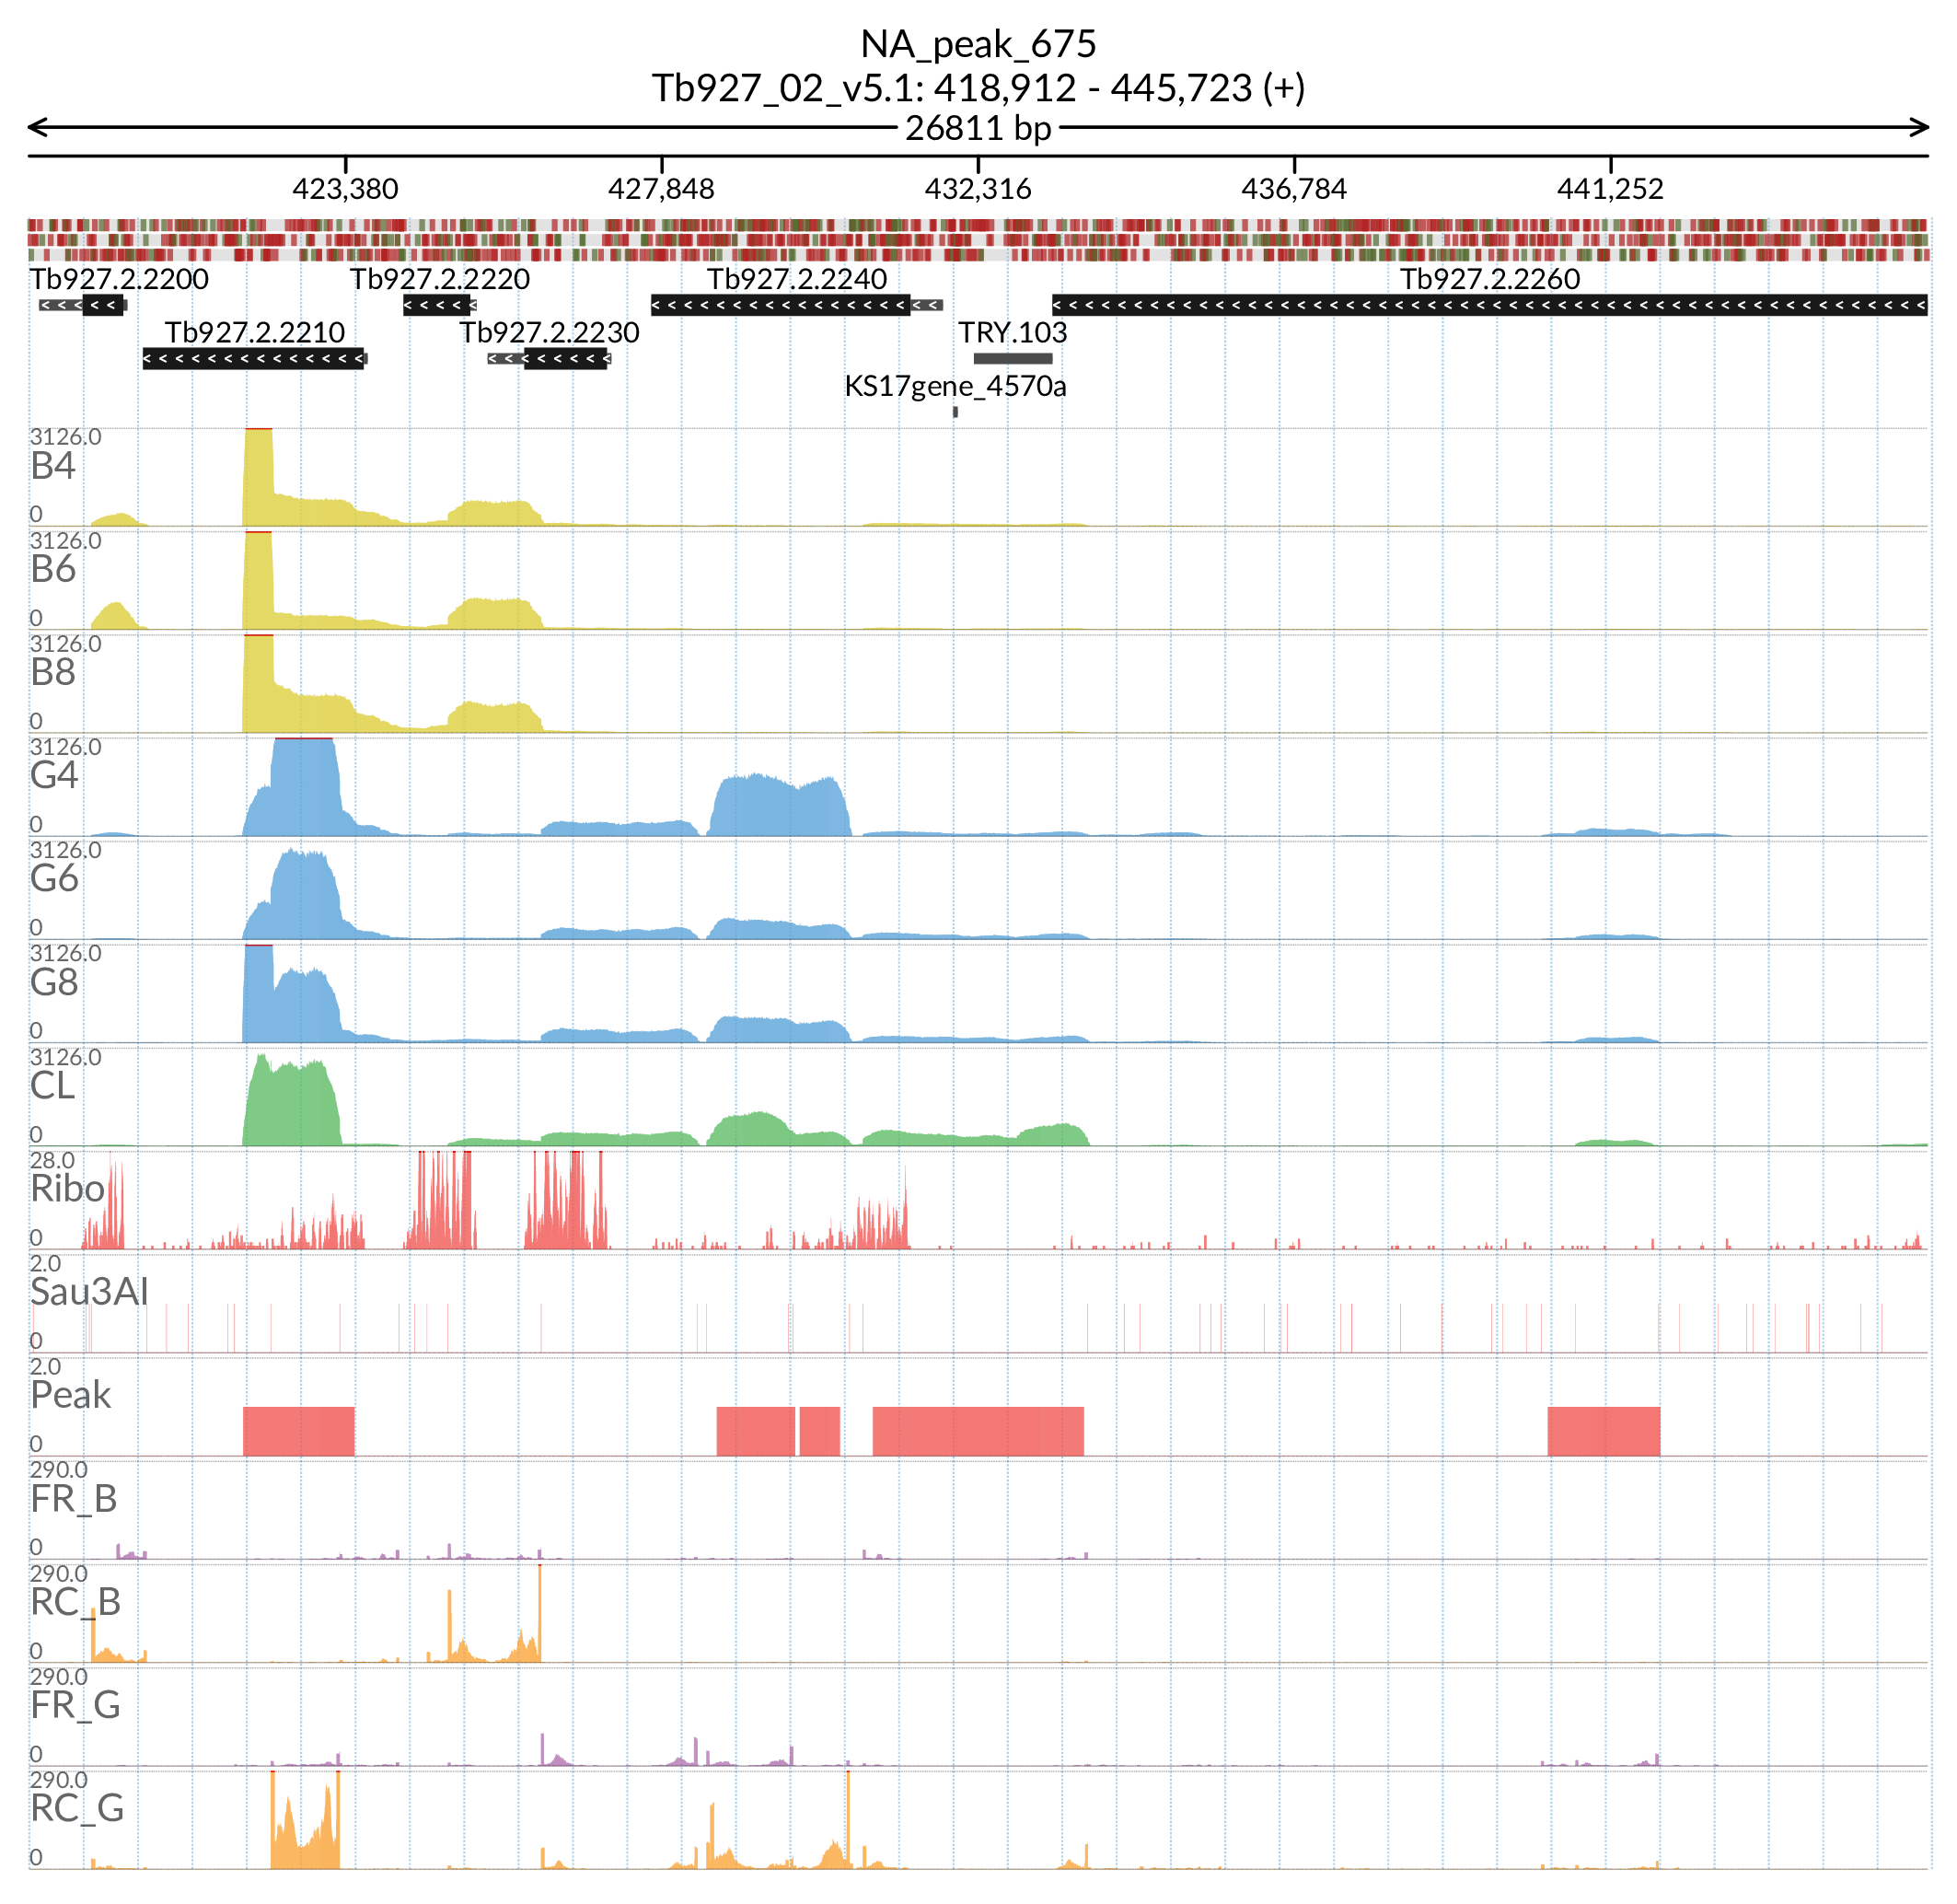 NA_peak_675
Tb927_02_v5.1: 418,912 - 445,723 (+)
26811 bp
423,380 427,848 432,316 436,784 441,252
Tb927.2.2200 Tb927.2.2220 Tb927.2.2240 Tb927.2.2260
Tb927.2.2210 Tb927.2.2230 TRY.103
KS17gene_4570a
3126.0
B4
0
3126.0
B6
0
3126.0
B8
0
3126.0
G4
0
3126.0
G6
0
3126.0
G8
0
3126.0
CL
0
28.0
Ribo
0
2.0
Sau3AI
0
2.0
Peak
0
290.0
FR_B
0
290.0
RC_B
0
290.0
FR_G
0
290.0
RC_G
0